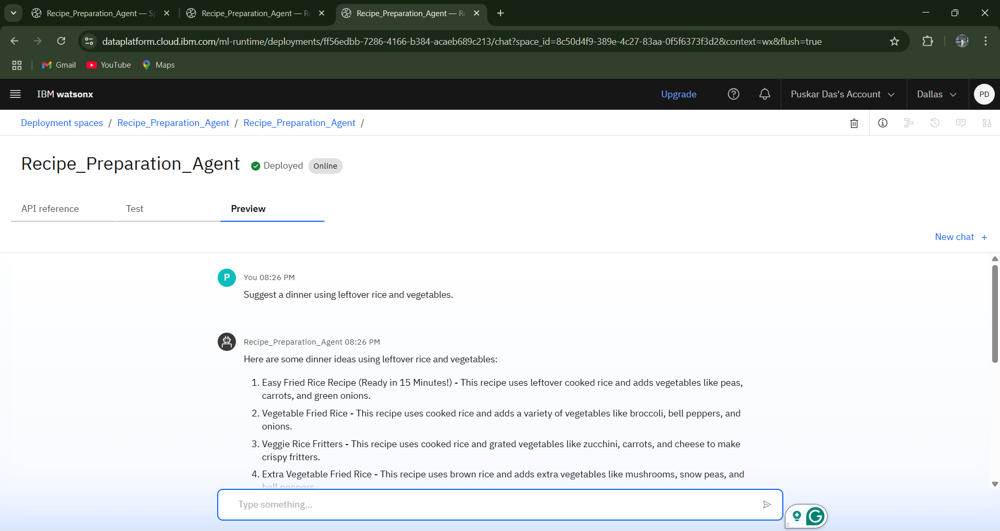 Recipe_Preparation_Agent — Sp
Recipe_Preparation_Agent — Re
Recipe_Preparation_Agent — Re
dataplatform.cloud.ibm.com/ml-runtime/deployments/ff56edbb-7286-4166-b384-acaeb689c213/chat?space_id=8c50d4f9-389e-4c27-83aa-0f5f6373f3d2&context=wx&flush=true
Gmail YouTube Maps
IBM watsonx Upgrade Puskar Das's Account Dallas PD
Deployment spaces / Recipe_Preparation_Agent / Recipe_Preparation_Agent /
Recipe_Preparation_Agent Deployed Online
API reference Test Preview
New chat +
P You 08:26 PM
Suggest a dinner using leftover rice and vegetables.
Recipe_Preparation_Agent 08:26 PM
Here are some dinner ideas using leftover rice and vegetables:
1. Easy Fried Rice Recipe (Ready in 15 Minutes!) - This recipe uses leftover cooked rice and adds vegetables like peas,
carrots, and green onions.
2. Vegetable Fried Rice - This recipe uses cooked rice and adds a variety of vegetables like broccoli, bell peppers, and
onions.
3. Veggie Rice Fritters - This recipe uses cooked rice and grated vegetables like zucchini, carrots, and cheese to make
crispy fritters.
4. Extra Vegetable Fried Rice - This recipe uses brown rice and adds extra vegetables like mushrooms, snow peas, and
bell peppers.
Type something...